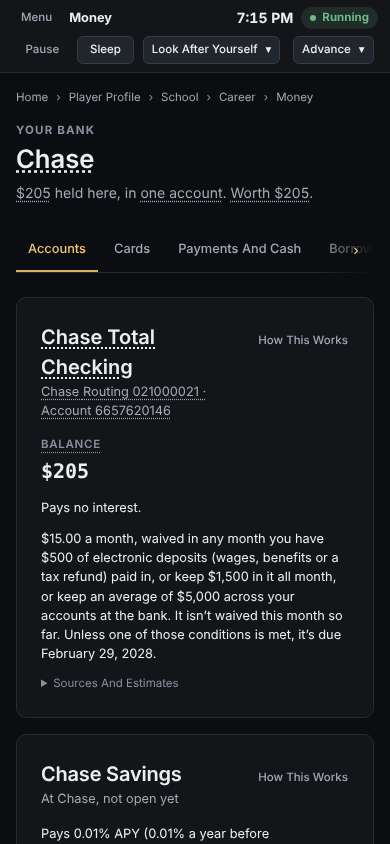 Menu Money 7:15 PM Running
Pause Sleep Look After Yourself ▾ Advance ▾
Home › Player Profile › School › Career › Money
YOUR BANK
Chase
$205 held here, in one account. Worth $205.
Accounts Cards Payments And Cash Borrow ›
Chase Total
Checking
How This Works
Chase Routing 021000021 ·
Account 6657620146
BALANCE
$205
Pays no interest.
$15.00 a month, waived in any month you have
$500 of electronic deposits (wages, benefits or a
tax refund) paid in, or keep $1,500 in it all month,
or keep an average of $5,000 across your
accounts at the bank. It isn’t waived this month so
far. Unless one of those conditions is met, it’s due
February 29, 2028.
▶ Sources And Estimates
Chase Savings How This Works
At Chase, not open yet
Pays 0.01% APY (0.01% a year before